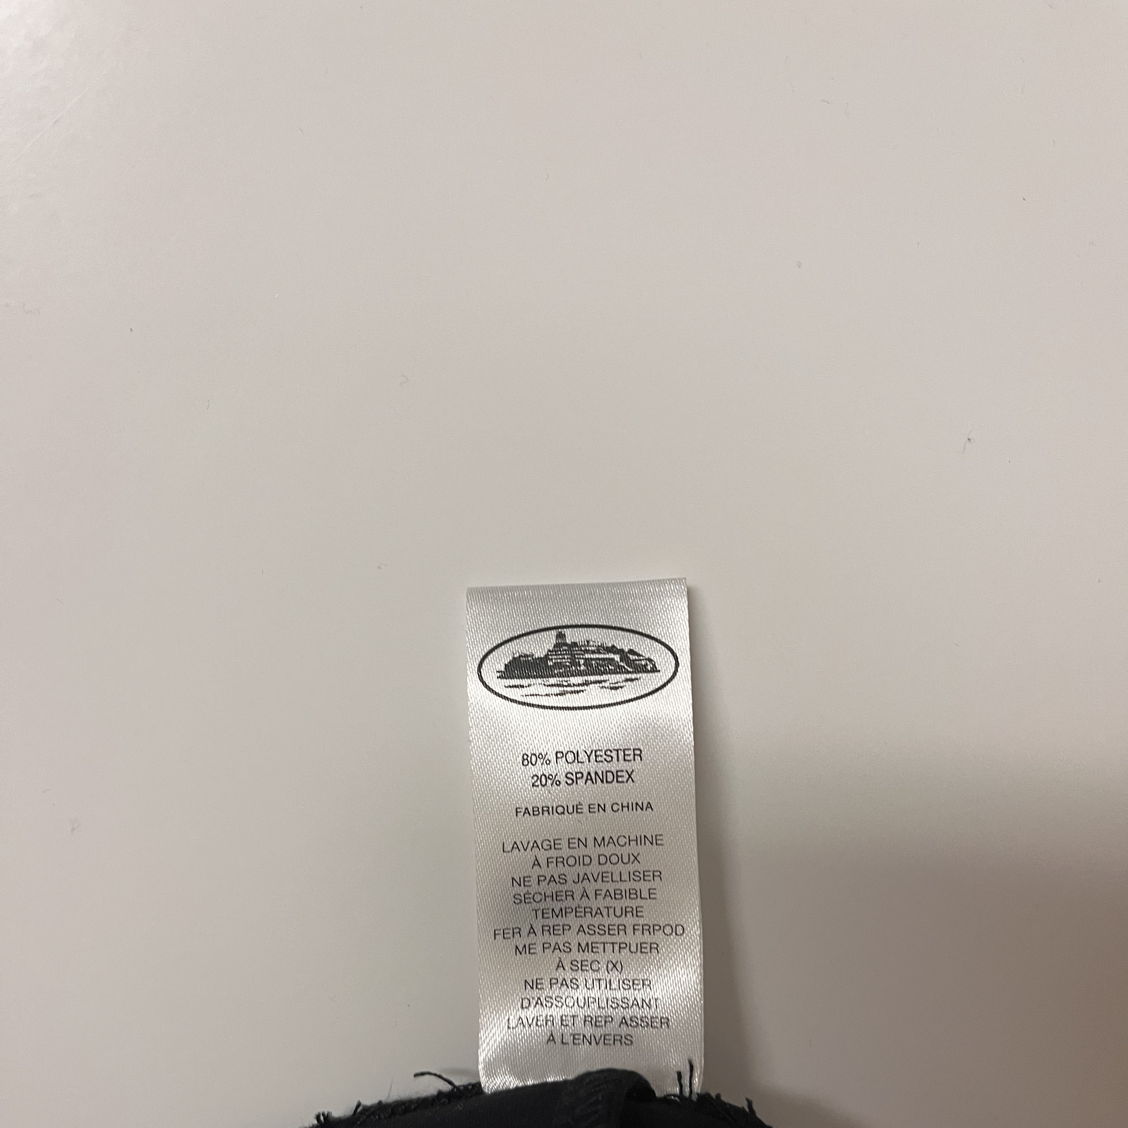 80% POLYESTER
20% SPANDEX
FABRIQUÉ EN CHINA
LAVAGE EN MACHINE
À FROID DOUX
NE PAS JAVELLISER
SÉCHER À FABIBLE
TEMPÉRATURE
FER À REP ASSER FRPOD
ME PAS METTPUER
À SEC (X)
NE PAS UTILISER
D'ASSOUPLISSANT
LAVER ET REP ASSER
À L'ENVERS